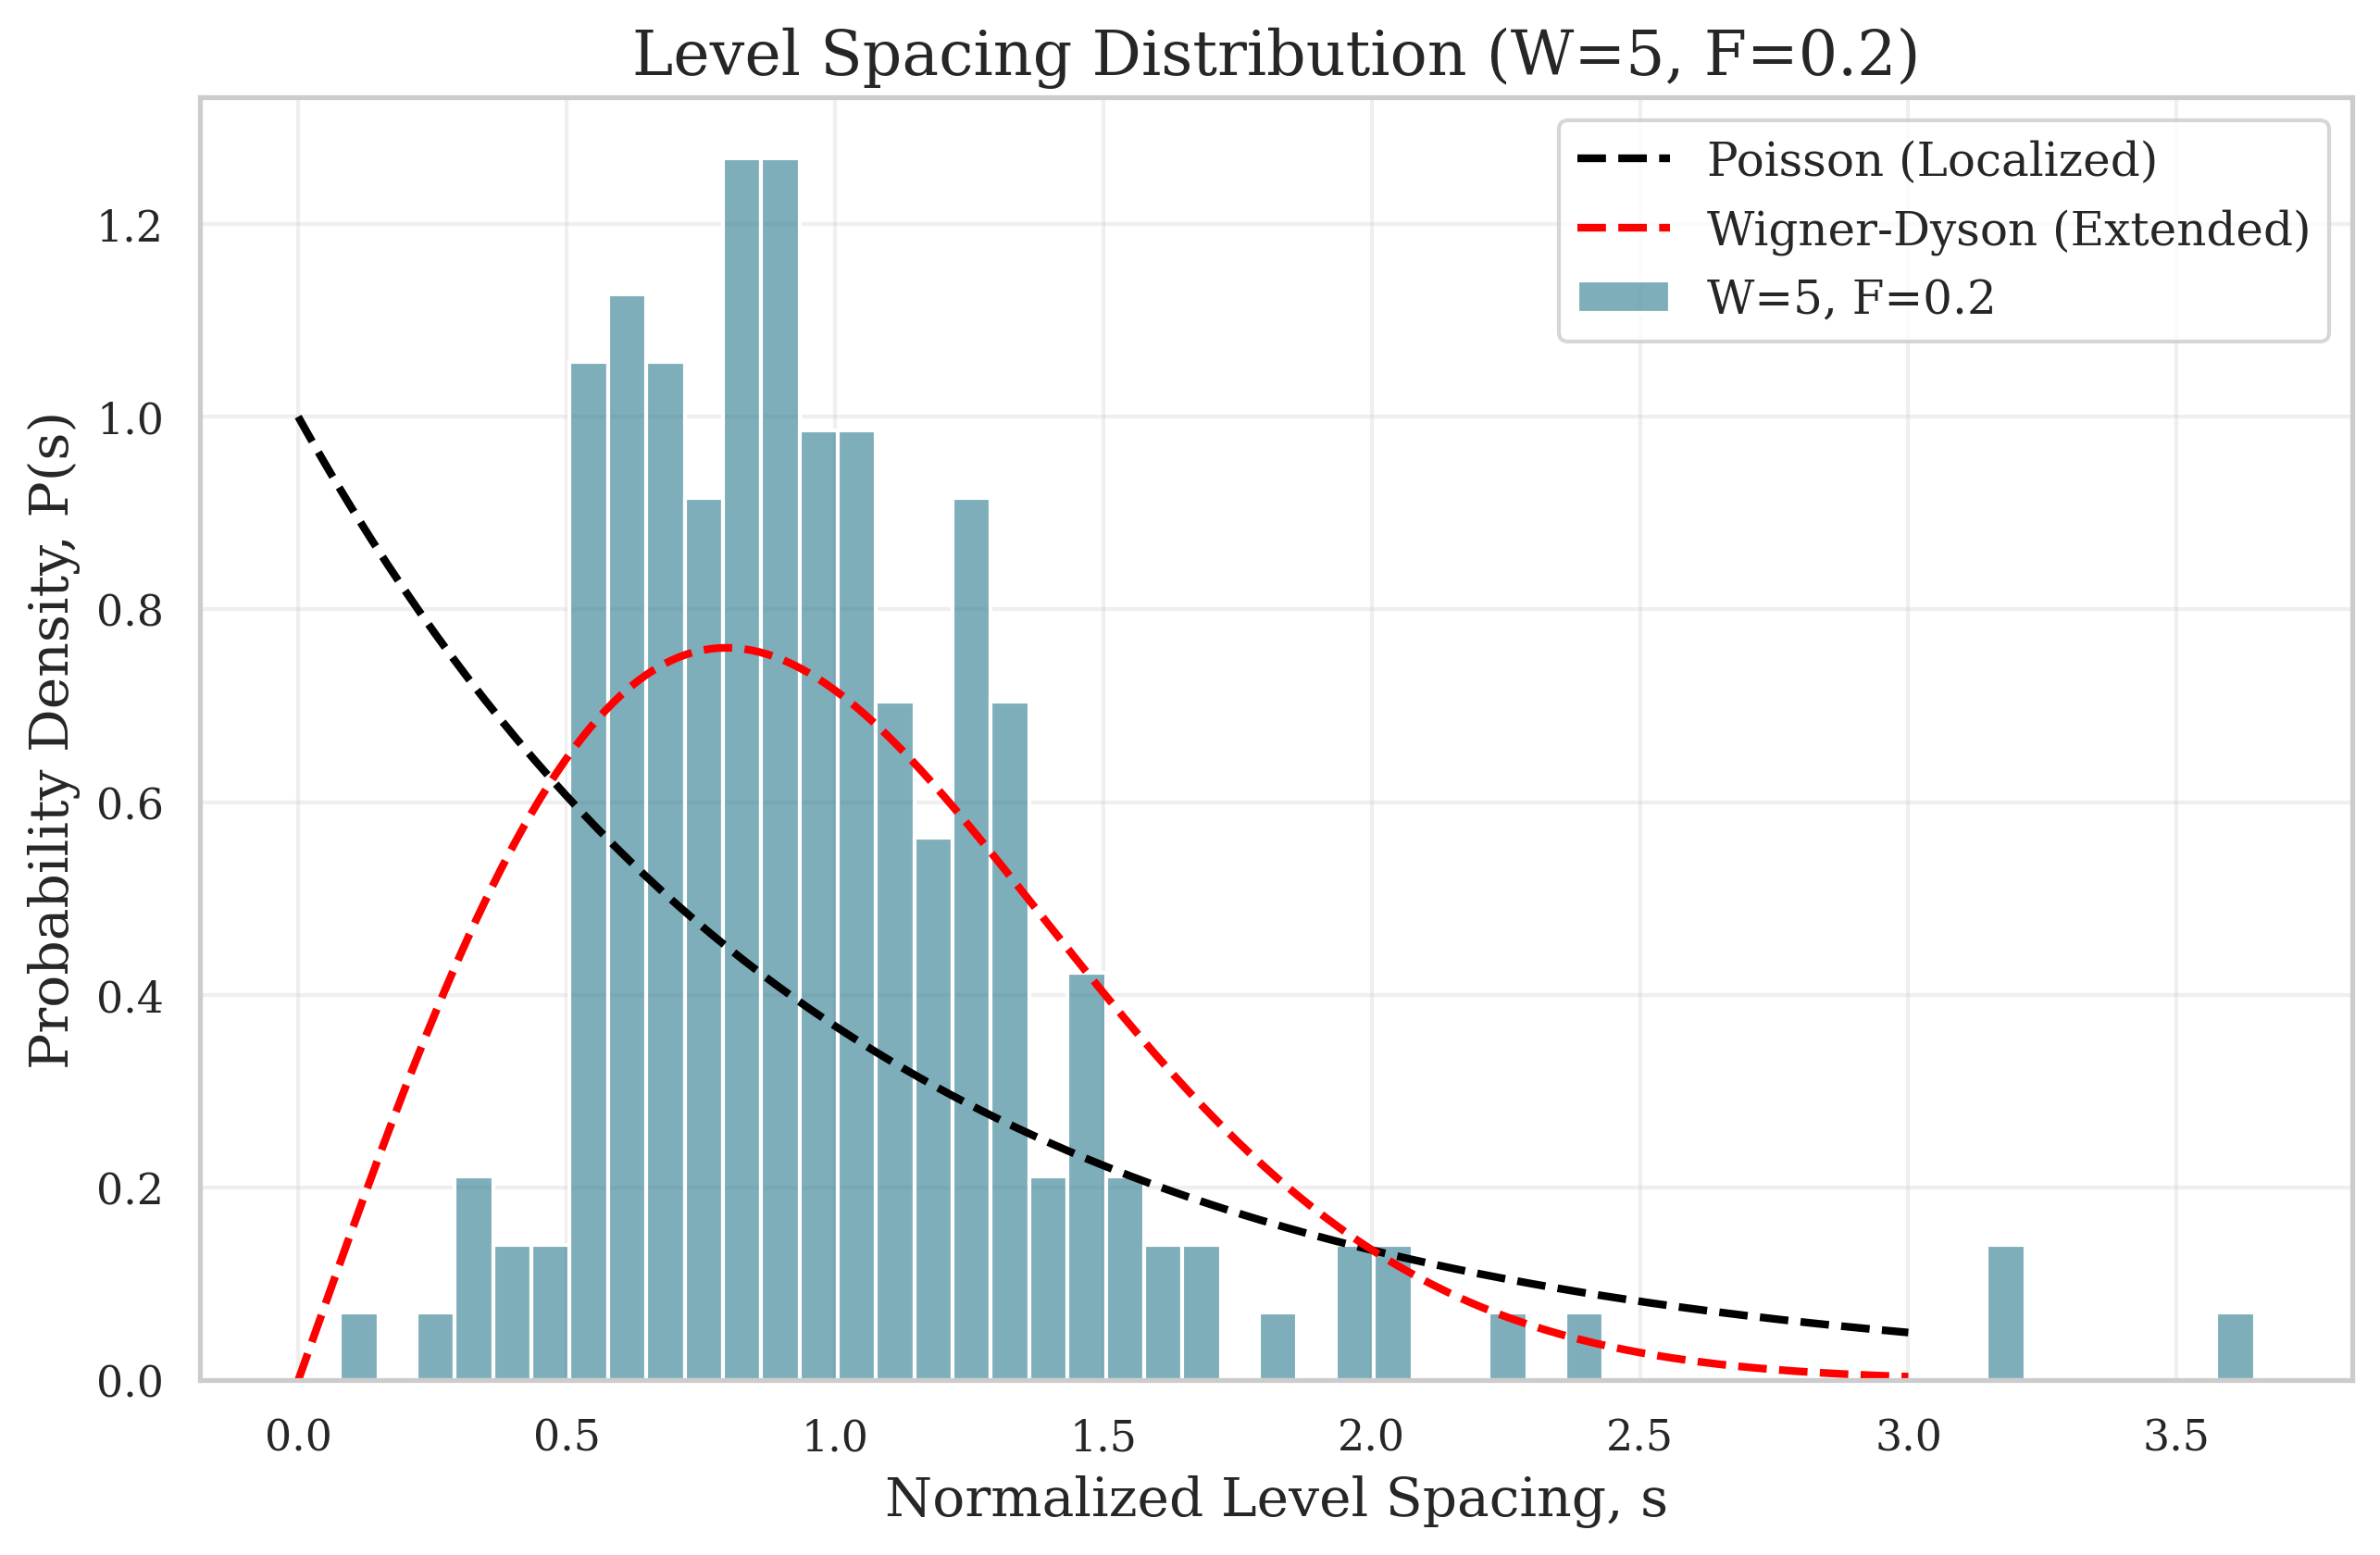 Level Spacing Distribution (W=5, F=0.2)
Poisson (Localized)
Wigner-Dyson (Extended)
W=5, F=0.2
Probability Density, P(s)
1.2
1.0
0.8
0.6
0.4
0.2
0.0
0.0 0.5 1.0 1.5 2.0 2.5 3.0 3.5
Normalized Level Spacing, s